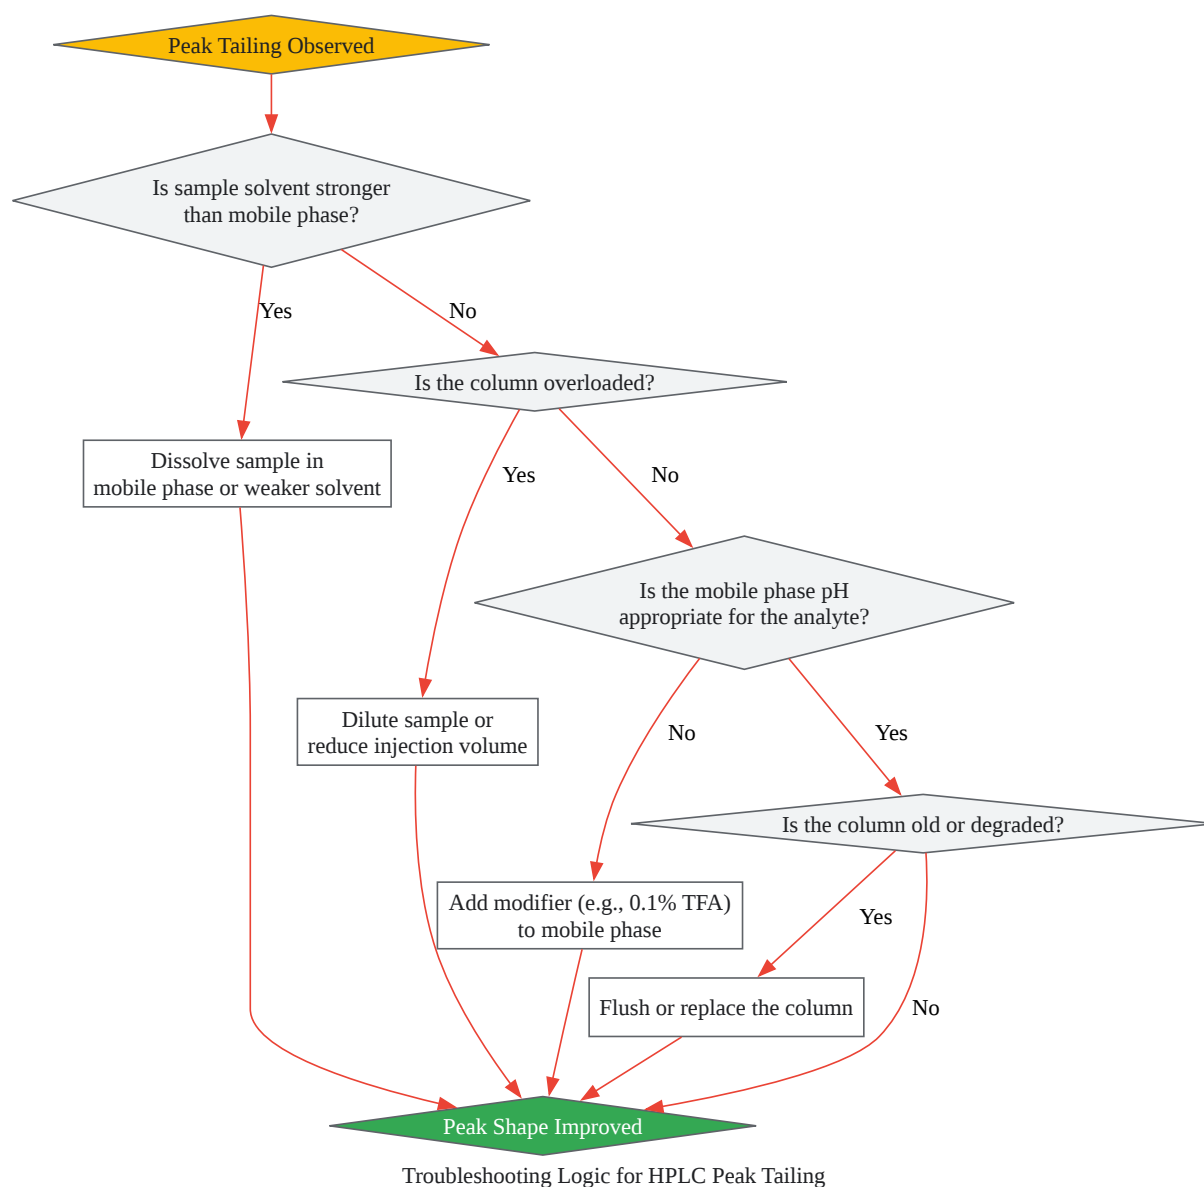 Peak Tailing Observed
Is sample solvent stronger
than mobile phase?
Yes
No
Is the column overloaded?
Dissolve sample in
mobile phase or weaker solvent
Yes
No
Is the mobile phase pH
appropriate for the analyte?
Dilute sample or
reduce injection volume
No
Yes
Is the column old or degraded?
Add modifier (e.g., 0.1% TFA)
to mobile phase
Yes
Flush or replace the column
No
Peak Shape Improved
Troubleshooting Logic for HPLC Peak Tailing